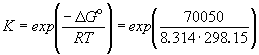 K = exp(−ΔG°/RT) = exp(70050/8.314·298.15)